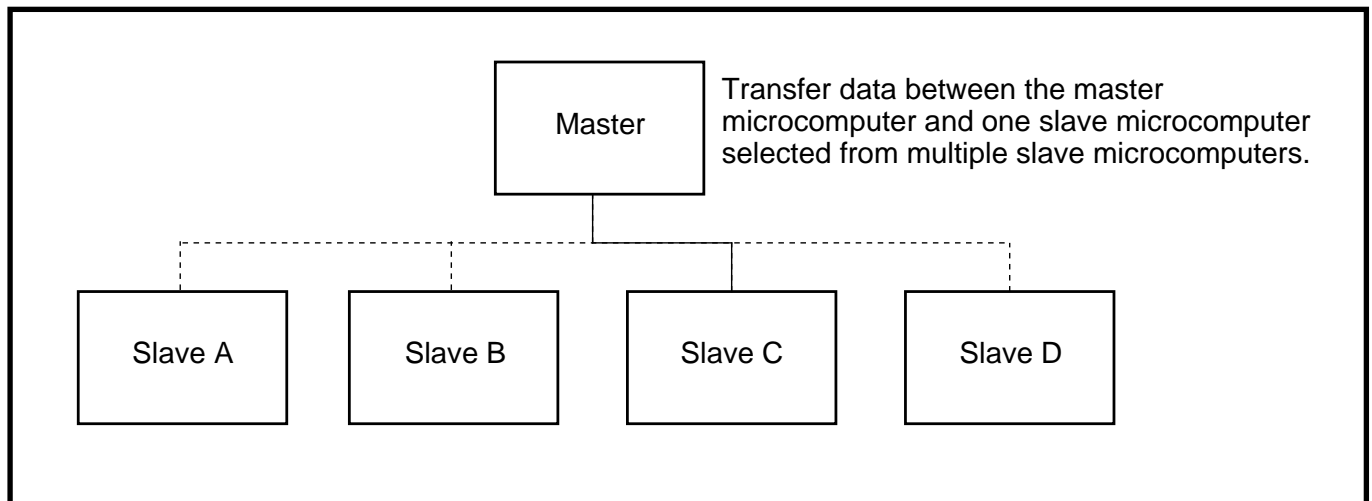 Master
Transfer data between the master
microcomputer and one slave microcomputer
selected from multiple slave microcomputers.
Slave A
Slave B
Slave C
Slave D